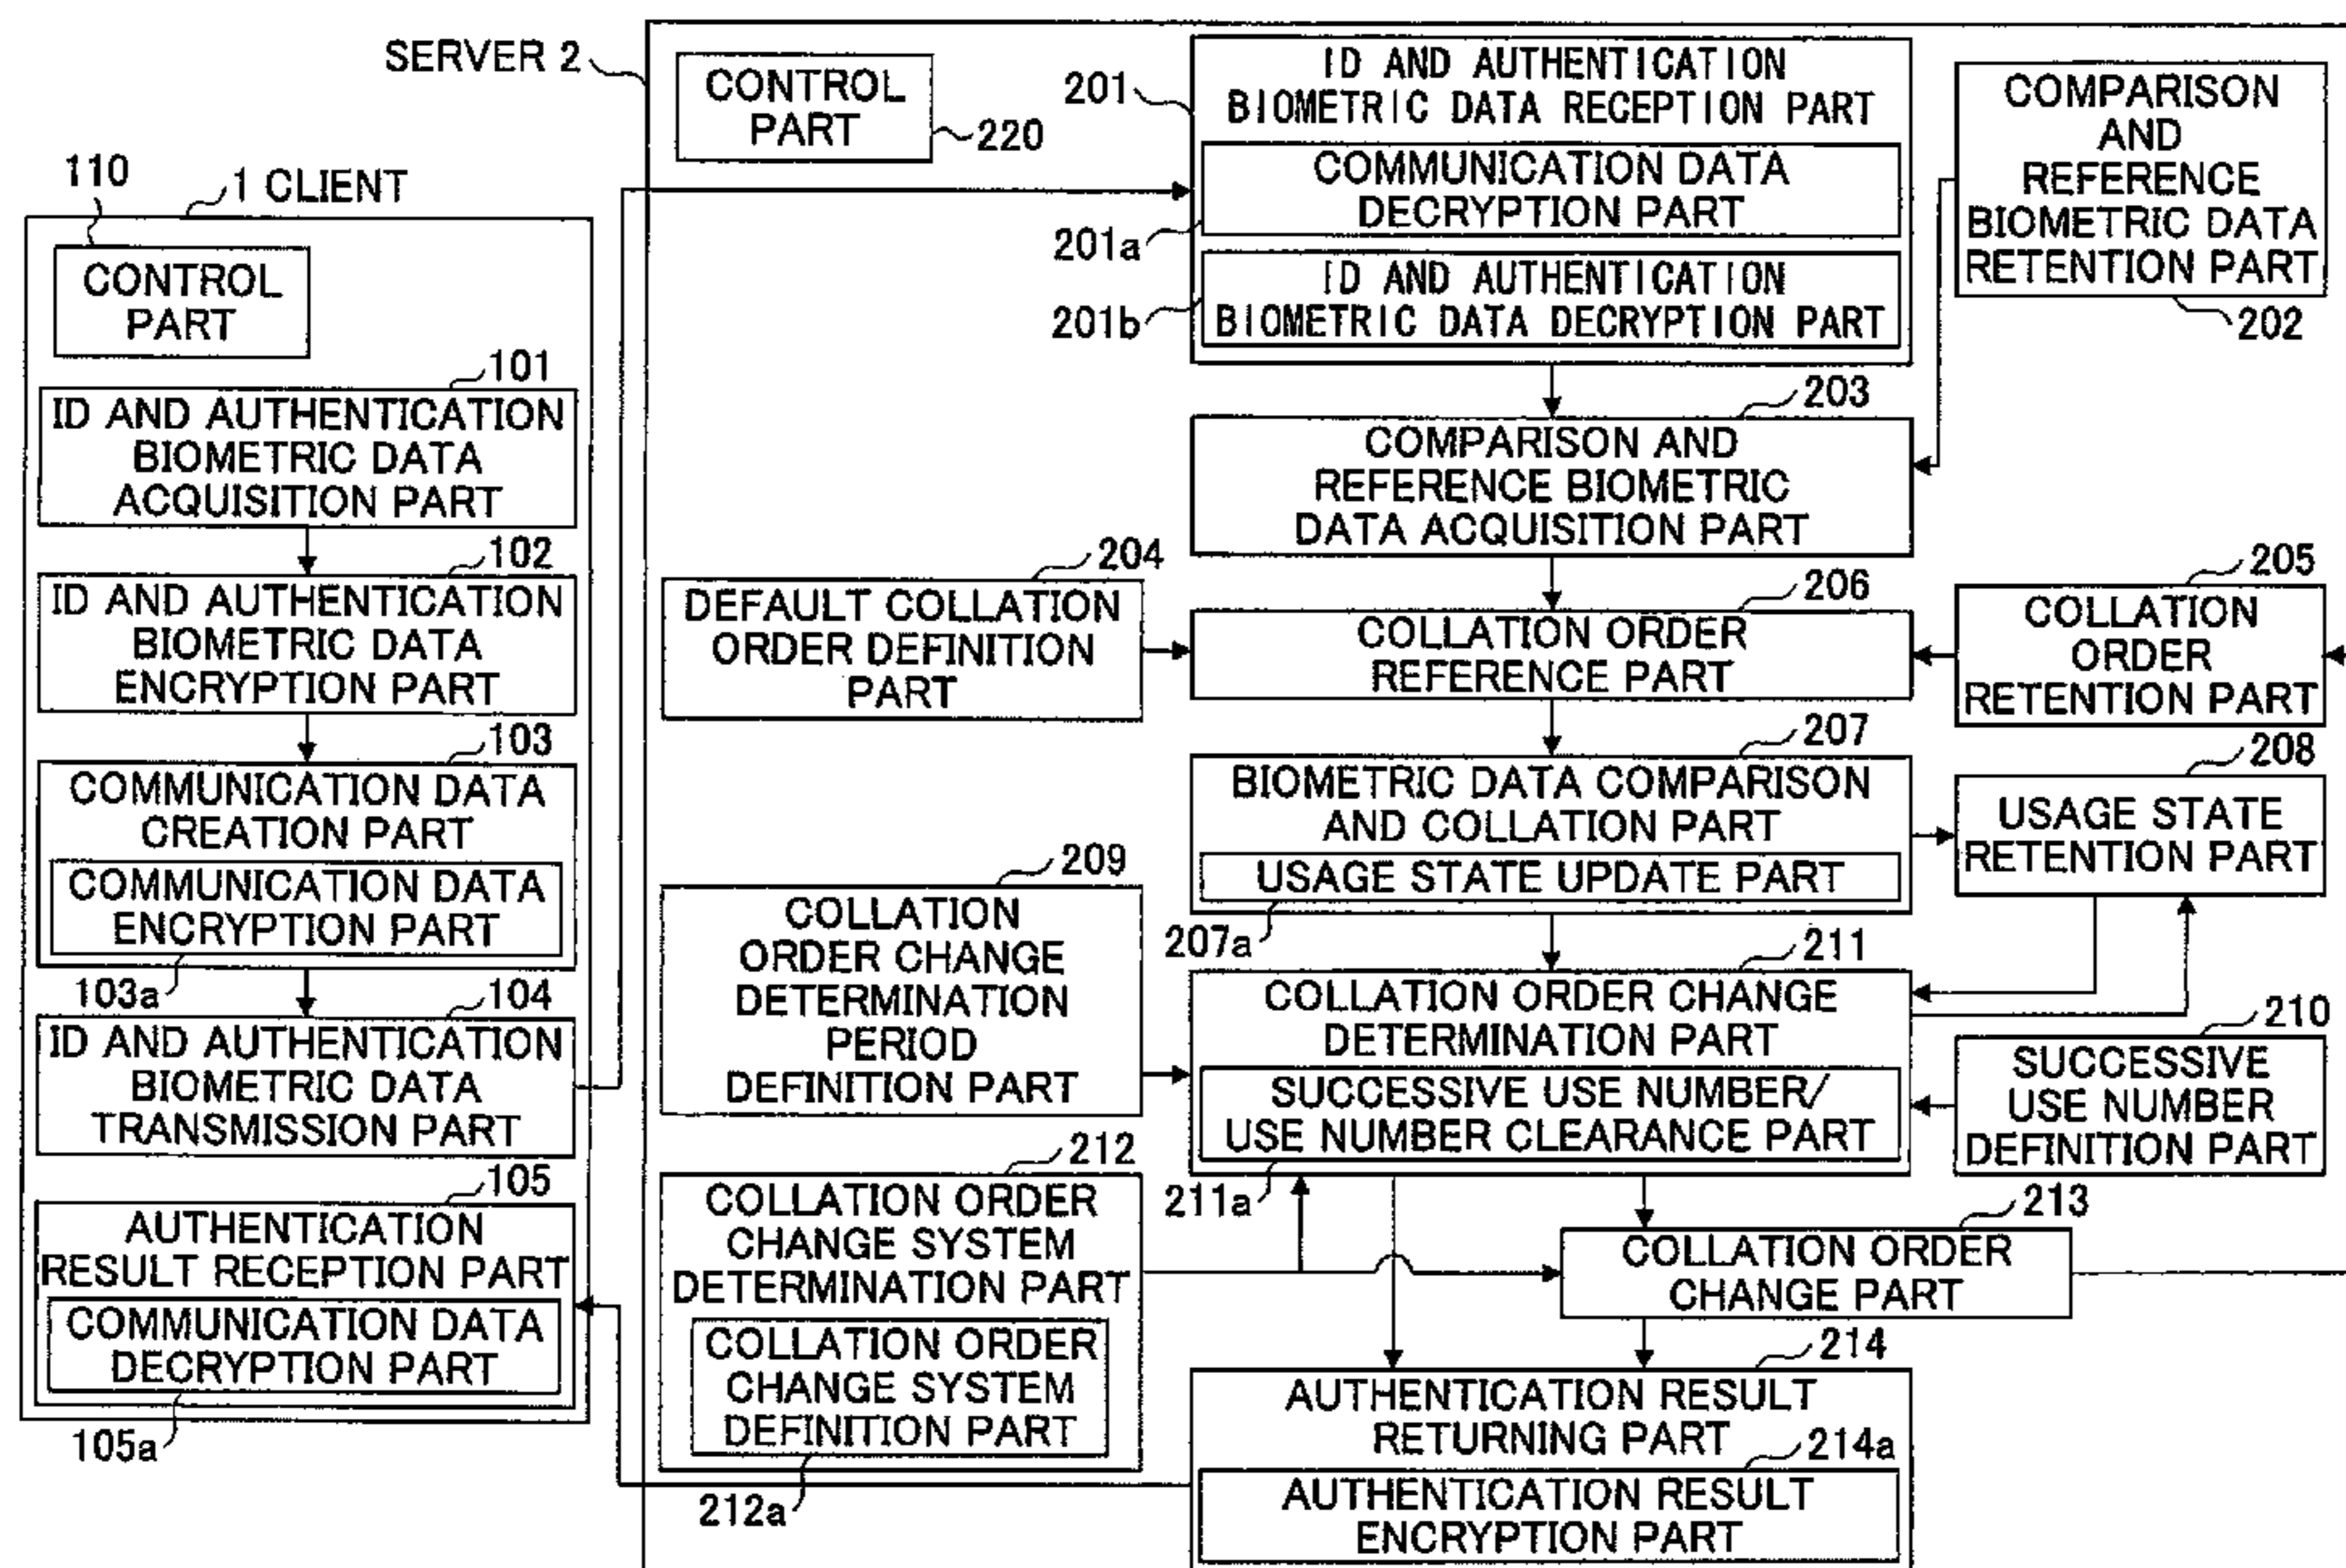 SERVER 2
1 CLIENT
110
CONTROL
PART
101
ID AND AUTHENTICATION
BIOMETRIC DATA
ACQUISITION PART
102
ID AND AUTHENTICATION
BIOMETRIC DATA
ENCRYPTION PART
103
COMMUNICATION DATA
CREATION PART
COMMUNICATION DATA
ENCRYPTION PART
103a
104
ID AND AUTHENTICATION
BIOMETRIC DATA
TRANSMISSION PART
105
AUTHENTICATION
RESULT RECEPTION PART
COMMUNICATION DATA
DECRYPTION PART
105a
CONTROL
PART
220
201
ID AND AUTHENTICATION
BIOMETRIC DATA RECEPTION PART
COMMUNICATION DATA
DECRYPTION PART
201a
ID AND AUTHENTICATION
BIOMETRIC DATA DECRYPTION PART
201b
COMPARISON
AND
REFERENCE
BIOMETRIC DATA
RETENTION PART
202
203
COMPARISON AND
REFERENCE BIOMETRIC
DATA ACQUISITION PART
204
DEFAULT COLLATION
ORDER DEFINITION
PART
206
COLLATION ORDER
REFERENCE PART
205
COLLATION
ORDER
RETENTION PART
207
BIOMETRIC DATA COMPARISON
AND COLLATION PART
USAGE STATE UPDATE PART
207a
208
USAGE STATE
RETENTION PART
209
COLLATION
ORDER CHANGE
DETERMINATION
PERIOD
DEFINITION PART
211
COLLATION ORDER CHANGE
DETERMINATION PART
SUCCESSIVE USE NUMBER/
USE NUMBER CLEARANCE PART
211a
210
SUCCESSIVE
USE NUMBER
DEFINITION PART
212
COLLATION ORDER
CHANGE SYSTEM
DETERMINATION PART
COLLATION ORDER
CHANGE SYSTEM
DEFINITION PART
212a
213
COLLATION ORDER
CHANGE PART
214
AUTHENTICATION RESULT
RETURNING PART
214a
AUTHENTICATION RESULT
ENCRYPTION PART